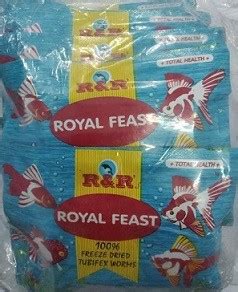 TOTAL HEALTH
R&R
ROYAL FEAST
TOTAL HEALTH
R&R
ROYAL FEAST
100%
FREEZE DRIED
TUBIFEX WORMS